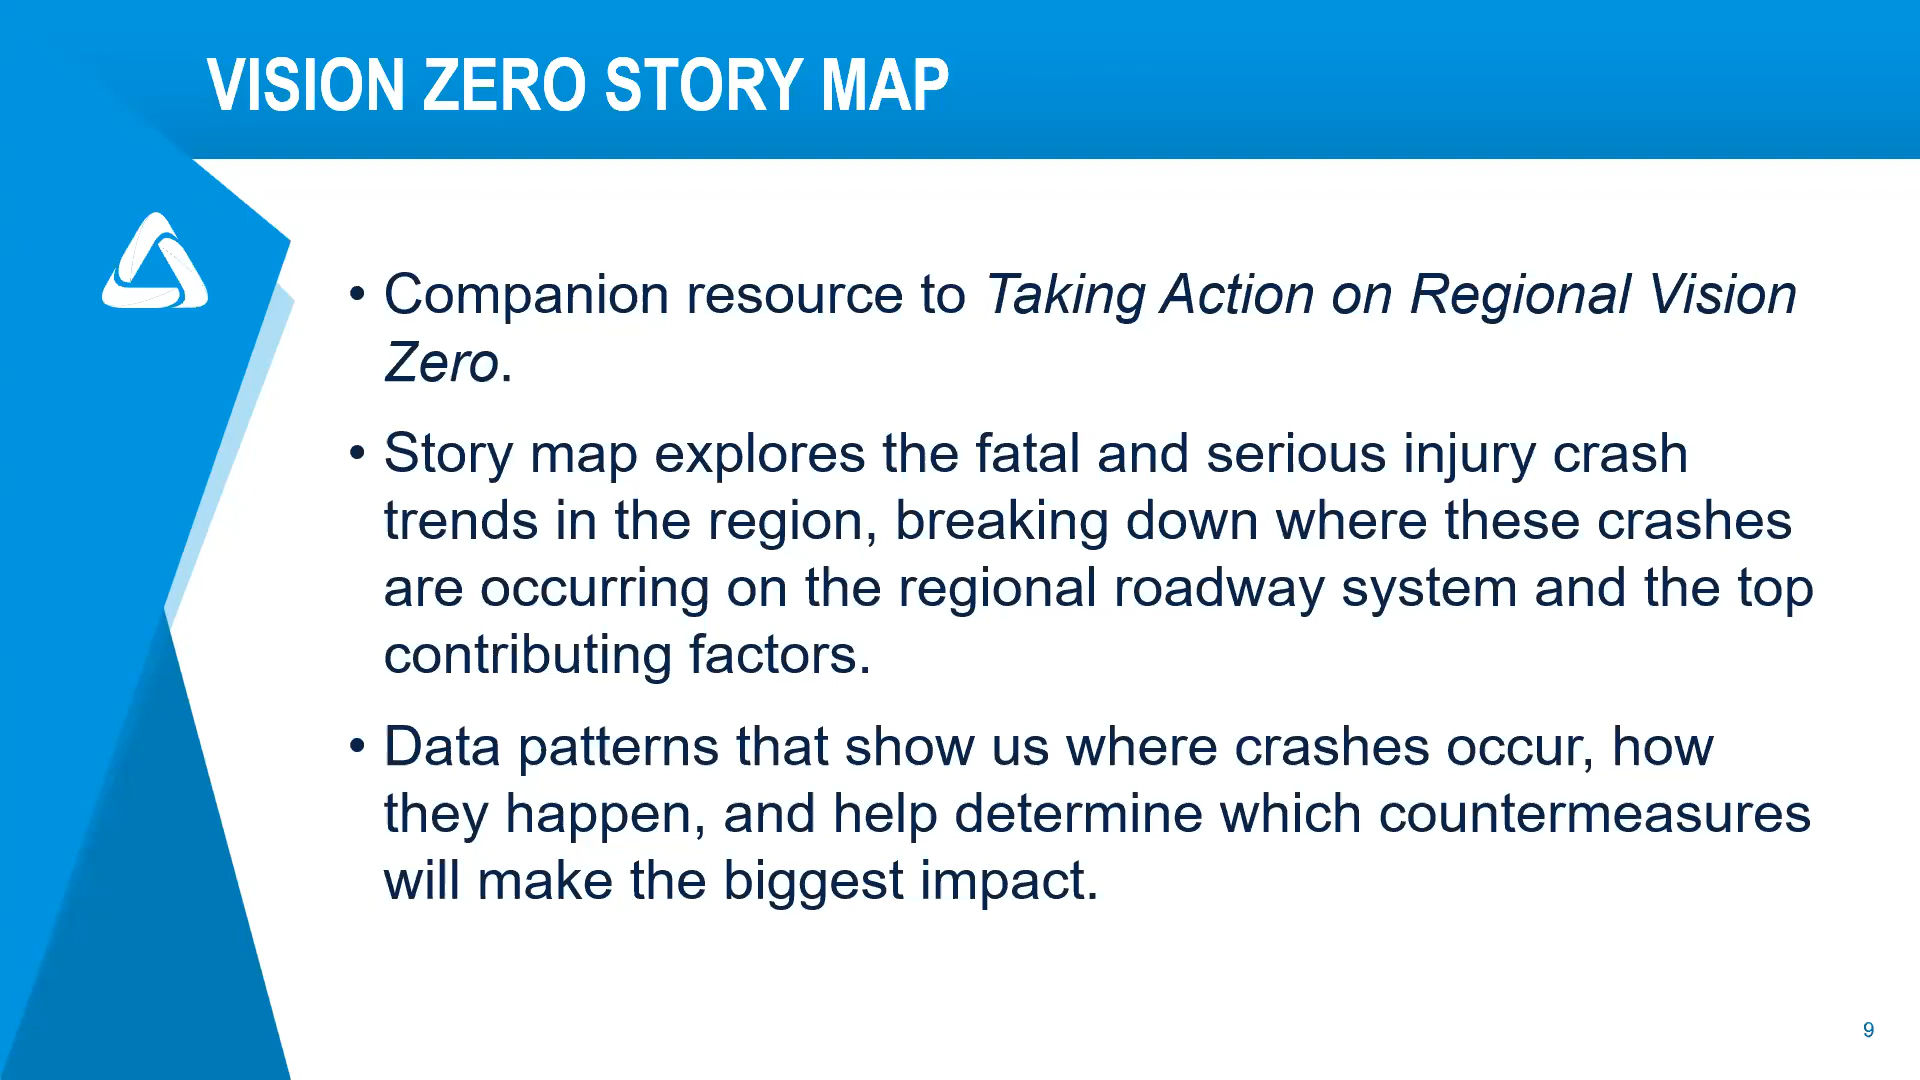 VISION ZERO STORY MAP
• Companion resource to Taking Action on Regional Vision
Zero.
• Story map explores the fatal and serious injury crash
trends in the region, breaking down where these crashes
are occurring on the regional roadway system and the top
contributing factors.
• Data patterns that show us where crashes occur, how
they happen, and help determine which countermeasures
will make the biggest impact.
9